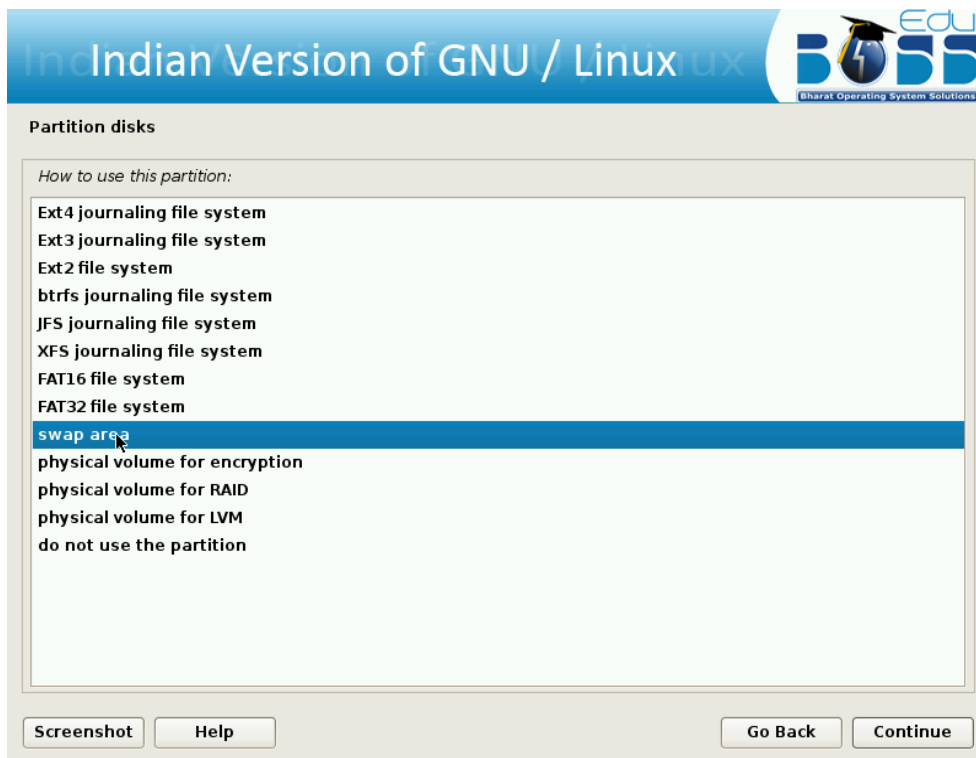 Indian Version of GNU / Linux
Edu
BOSS
Bharat Operating System Solutions
Partition disks
How to use this partition:
Ext4 journaling file system
Ext3 journaling file system
Ext2 file system
btrfs journaling file system
JFS journaling file system
XFS journaling file system
FAT16 file system
FAT32 file system
swap area
physical volume for encryption
physical volume for RAID
physical volume for LVM
do not use the partition
Screenshot Help Go Back Continue